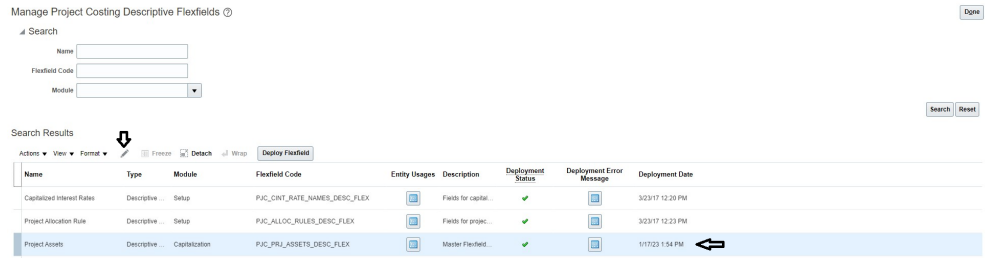 Manage Project Costing Descriptive Flexfields ?
Done
Search
Name
Flexfield Code
Module
Search Reset
Search Results
Actions View Format Freeze Detach Wrap Deploy Flexfield
Name Type Module Flexfield Code Entity Usages Description Deployment Status Deployment Error Message Deployment Date
Capitalized Interest Rates Descriptive ... Setup PJC_CINT_RATE_NAMES_DESC_FLEX Fields for capital... 3/23/17 12:20 PM
Project Allocation Rule Descriptive ... Setup PJC_ALLOC_RULES_DESC_FLEX Fields for projec... 3/23/17 12:23 PM
Project Assets Descriptive ... Capitalization PJC_PRJ_ASSETS_DESC_FLEX Master Flexfield... 1/17/23 1:54 PM